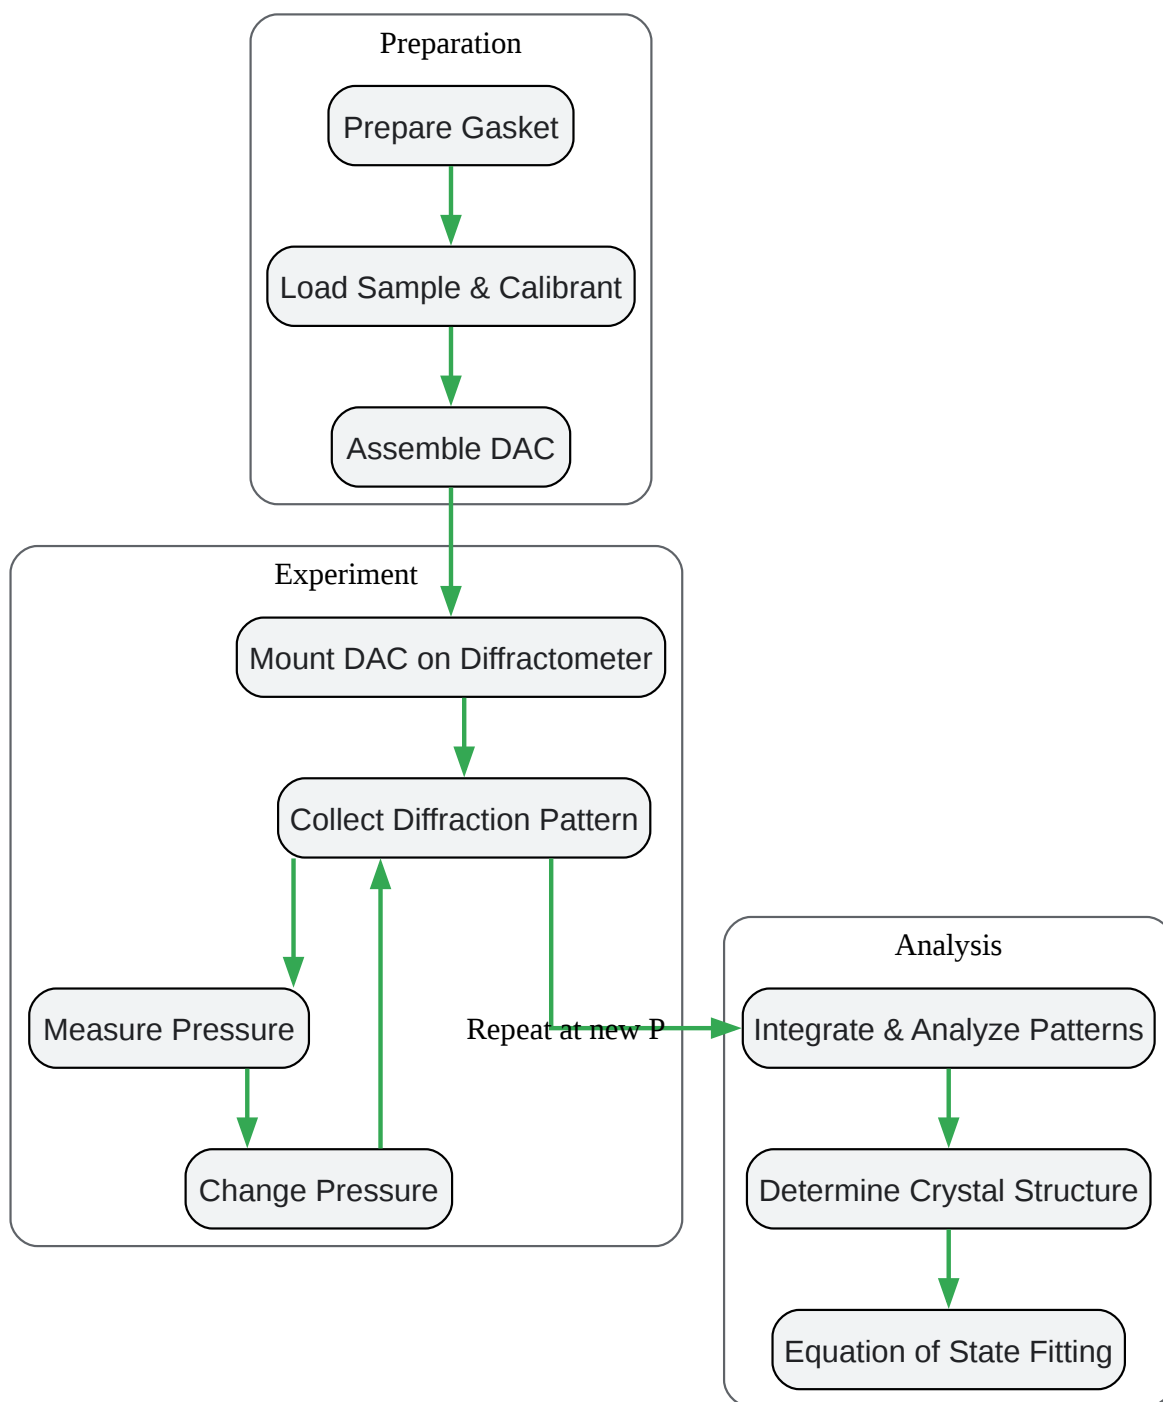 Preparation
Prepare Gasket
Load Sample & Calibrant
Assemble DAC
Experiment
Mount DAC on Diffractometer
Collect Diffraction Pattern
Measure Pressure
Repeat at new P
Change Pressure
Analysis
Integrate & Analyze Patterns
Determine Crystal Structure
Equation of State Fitting